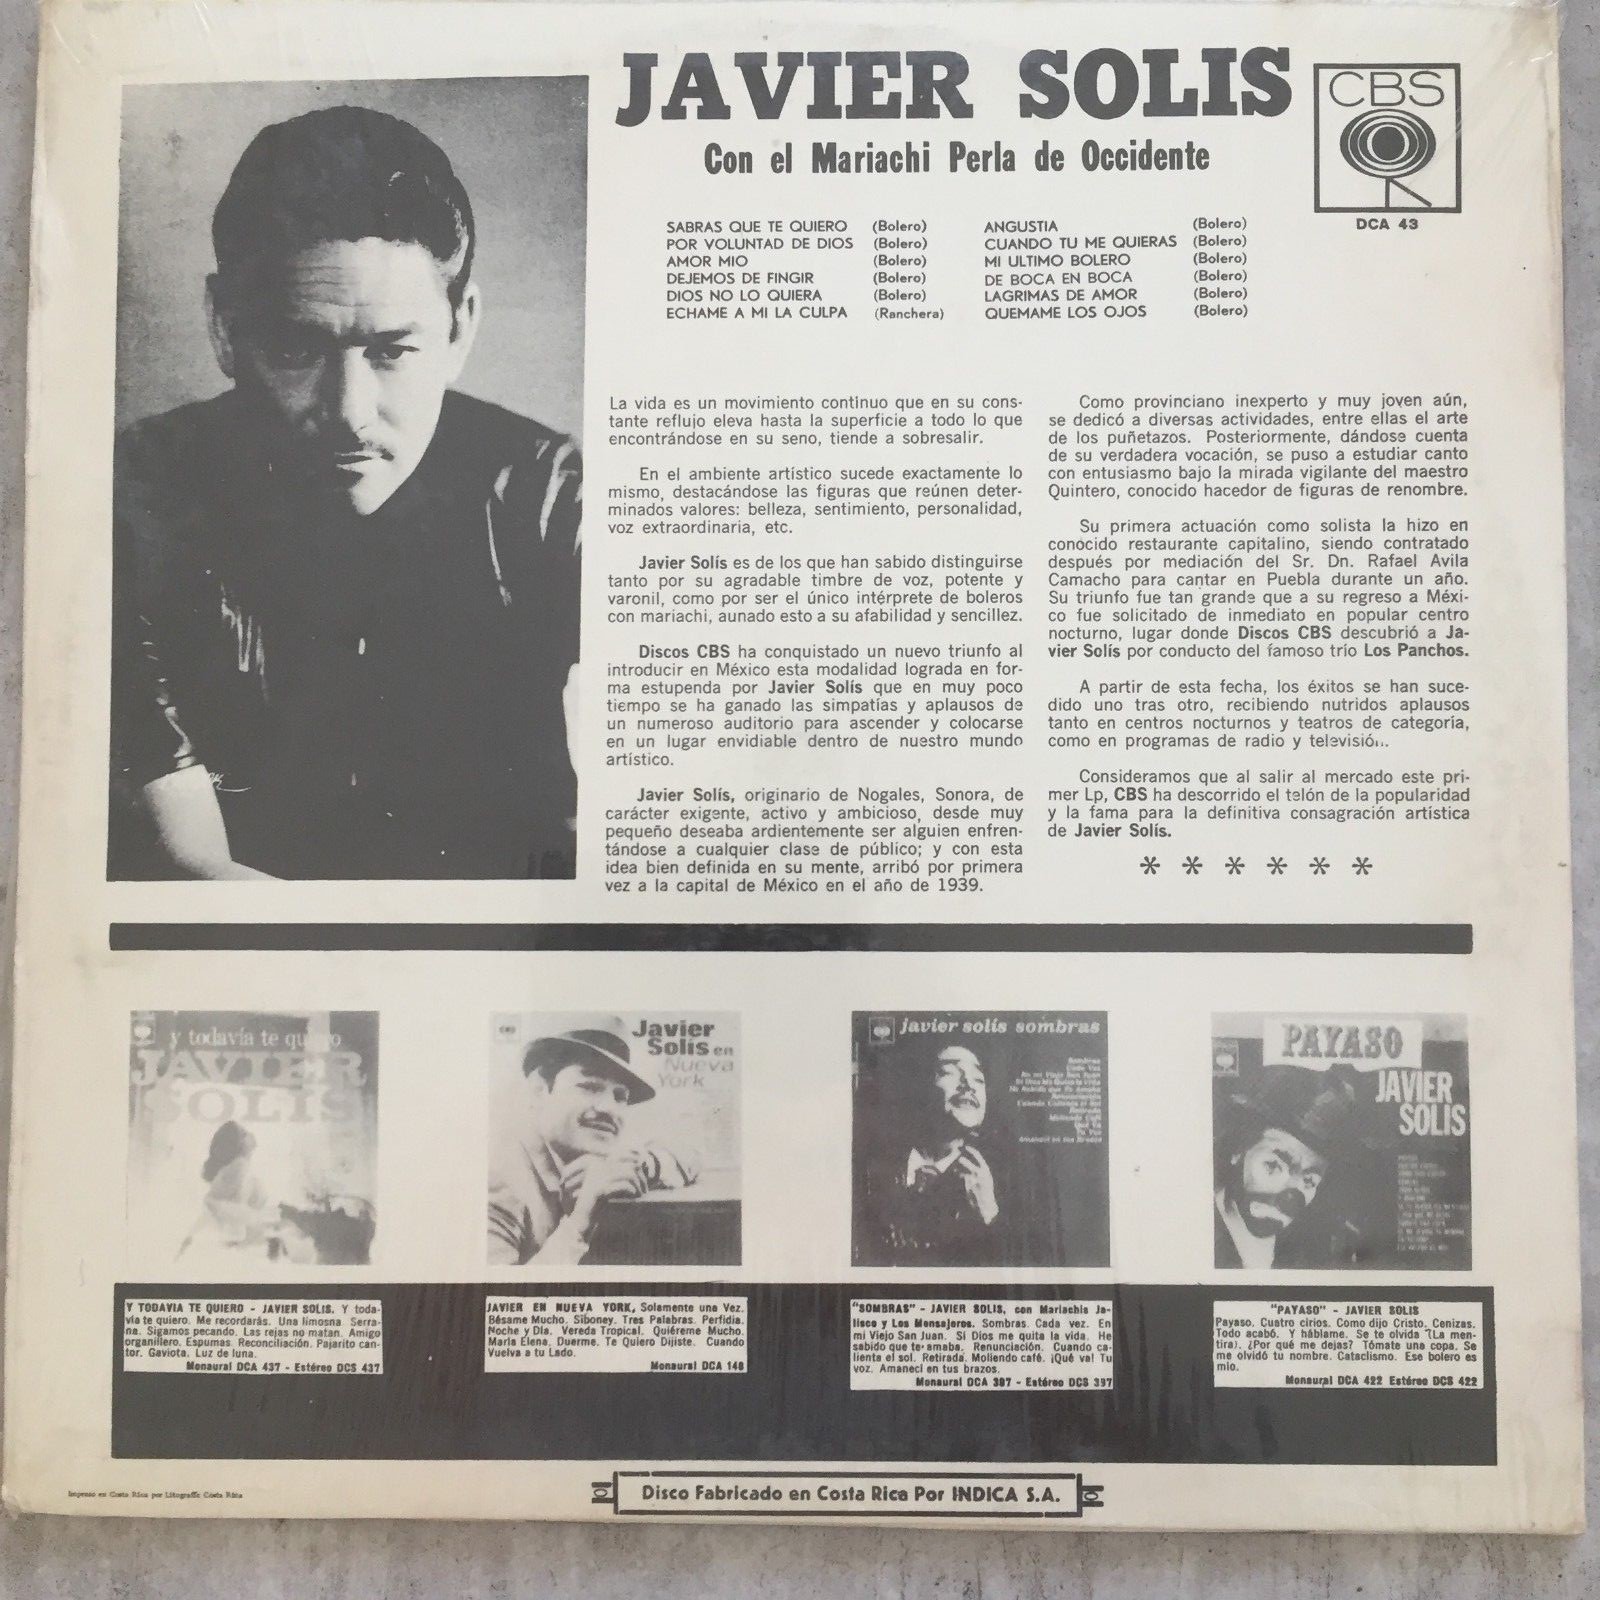 JAVIER SOLIS
Con el Mariachi Perla de Occidente
CBS
DCA 43
SABRAS QUE TE QUIERO (Bolero)
POR VOLUNTAD DE DIOS (Bolero)
AMOR MIO (Bolero)
DEJEMOS DE FINGIR (Bolero)
DIOS NO LO QUIERA (Bolero)
ECHAME A MI LA CULPA (Ranchera)
ANGUSTIA (Bolero)
CUANDO TU ME QUIERAS (Bolero)
MI ULTIMO BOLERO (Bolero)
DE BOCA EN BOCA (Bolero)
LAGRIMAS DE AMOR (Bolero)
QUEMAME LOS OJOS (Bolero)
La vida es un movimiento continuo que en su cons-
tante reflujo eleva hasta la superficie a todo lo que
encontrándose en su seno, tiende a sobresalir.
En el ambiente artístico sucede exactamente lo
mismo, destacándose las figuras que reúnen deter-
minados valores: belleza, sentimiento, personalidad,
voz extraordinaria, etc.
Javier Solís es de los que han sabido distinguirse
tanto por su agradable timbre de voz, potente y
varonil, como por ser el único intérprete de boleros
con mariachi, aunado esto a su afabilidad y sencillez.
Discos CBS ha conquistado un nuevo triunfo al
introducir en México esta modalidad lograda en for-
ma estupenda por Javier Solís que en muy poco
tiempo se ha ganado las simpatías y aplausos de
un numeroso auditorio para ascender y colocarse
en un lugar envidiable dentro de nuestro mundo
artístico.
Javier Solís, originario de Nogales, Sonora, de
carácter exigente, activo y ambicioso, desde muy
pequeño deseaba ardientemente ser alguien enfren-
tándose a cualquier clase de público; y con esta
idea bien definida en su mente, arribó por primera
vez a la capital de México en el año de 1939.
Como provinciano inexperto y muy joven aún,
se dedicó a diversas actividades, entre ellas el arte
de los puñetazos. Posteriormente, dándose cuenta
de su verdadera vocación, se puso a estudiar canto
con entusiasmo bajo la mirada vigilante del maestro
Quintero, conocido hacedor de figuras de renombre.
Su primera actuación como solista la hizo en
conocido restaurante capitalino, siendo contratado
después por mediación del Sr. Dn. Rafael Avila
Camacho para cantar en Puebla durante un año.
Su triunfo fue tan grande que a su regreso a Méxi-
co fue solicitado de inmediato en popular centro
nocturno, lugar donde Discos CBS descubrió a Ja-
vier Solís por conducto del famoso trío Los Panchos.
A partir de esta fecha, los éxitos se han suce-
dido uno tras otro, recibiendo nutridos aplausos
tanto en centros nocturnos y teatros de categoría,
como en programas de radio y televisión.
Consideramos que al salir al mercado este pri-
mer Lp, CBS ha descorrido el telón de la popularidad
y la fama para la definitiva consagración artística
de Javier Solís.
* * * * * *
y todavía te quiero
JAVIER
SOLIS
Javier
Solís en
Nueva
York
javier solís sombras
PAYASO
JAVIER
SOLIS
Y TODAVIA TE QUIERO - JAVIER SOLIS. Y toda-
vía te quiero. Me recordarás. Una limosna. Serra-
na. Sigamos pecando. Las rejas no matan. Amigo
organillero. Espumas. Reconciliación. Pajarito can-
tor. Gaviota. Luz de luna.
Monaural DCA 437 - Estéreo DCS 437
JAVIER EN NUEVA YORK, Solamente una Vez.
Bésame Mucho. Siboney. Tres Palabras. Perfidia.
Noche y Día. Vereda Tropical. Quiéreme Mucho.
María Elena. Duerme. Te Quiero Dijiste. Cuando
Vuelva a tu Lado.
Monaural DCA 148
"SOMBRAS" - JAVIER SOLIS, con Mariachis Ja-
lisco y Los Mensajeros. Sombras. Cada vez. En
mi Viejo San Juan. Si Dios me quita la vida. He
sabido que te amaba. Renunciación. Cuando ca-
lienta el sol. Retirada. Moliendo café. ¡Qué va! Tu
voz. Amanecí en tus brazos.
Monaural DCA 397 - Estéreo DCS 397
"PAYASO" - JAVIER SOLIS
Payaso. Cuatro cirios. Como dijo Cristo. Cenizas.
Todo acabó. Y háblame. Se te olvida (La men-
tira). ¿Por qué me dejas? Tómate una copa. Se
me olvidó tu nombre. Cataclismo. Ese bolero es
mio.
Monaural DCA 422 Estéreo DCS 422
Impreso en Costa Rica por Litografía Costa Rica
Disco Fabricado en Costa Rica Por INDICA S.A.